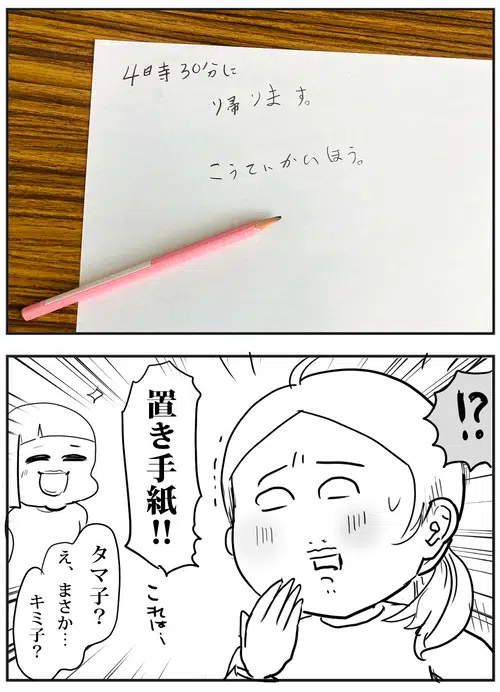 4時30分に
帰ります。
こうていかいほう。
!?
置き手紙!!
これは…
タマ子?
え、まさか…
キミ子?